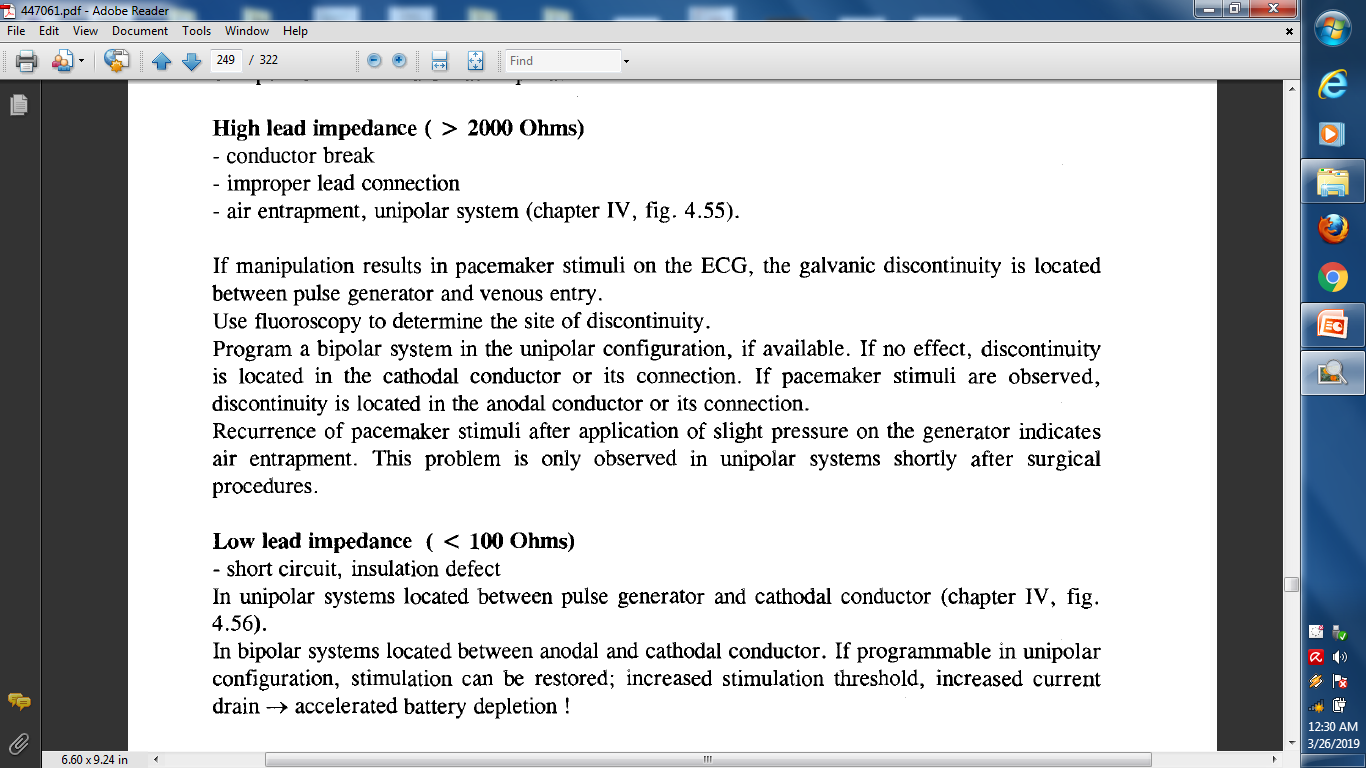 447061.pdf - Adobe Reader
File Edit View Document Tools Window Help
249 / 322
Find
High lead impedance ( > 2000 Ohms)
- conductor break
- improper lead connection
- air entrapment, unipolar system (chapter IV, fig. 4.55).
If manipulation results in pacemaker stimuli on the ECG, the galvanic discontinuity is located
between pulse generator and venous entry.
Use fluoroscopy to determine the site of discontinuity.
Program a bipolar system in the unipolar configuration, if available. If no effect, discontinuity
is located in the cathodal conductor or its connection. If pacemaker stimuli are observed,
discontinuity is located in the anodal conductor or its connection.
Recurrence of pacemaker stimuli after application of slight pressure on the generator indicates
air entrapment. This problem is only observed in unipolar systems shortly after surgical
procedures.
Low lead impedance ( < 100 Ohms)
- short circuit, insulation defect
In unipolar systems located between pulse generator and cathodal conductor (chapter IV, fig.
4.56).
In bipolar systems located between anodal and cathodal conductor. If programmable in unipolar
configuration, stimulation can be restored; increased stimulation threshold, increased current
drain → accelerated battery depletion !
6.60 x 9.24 in
12:30 AM
3/26/2019